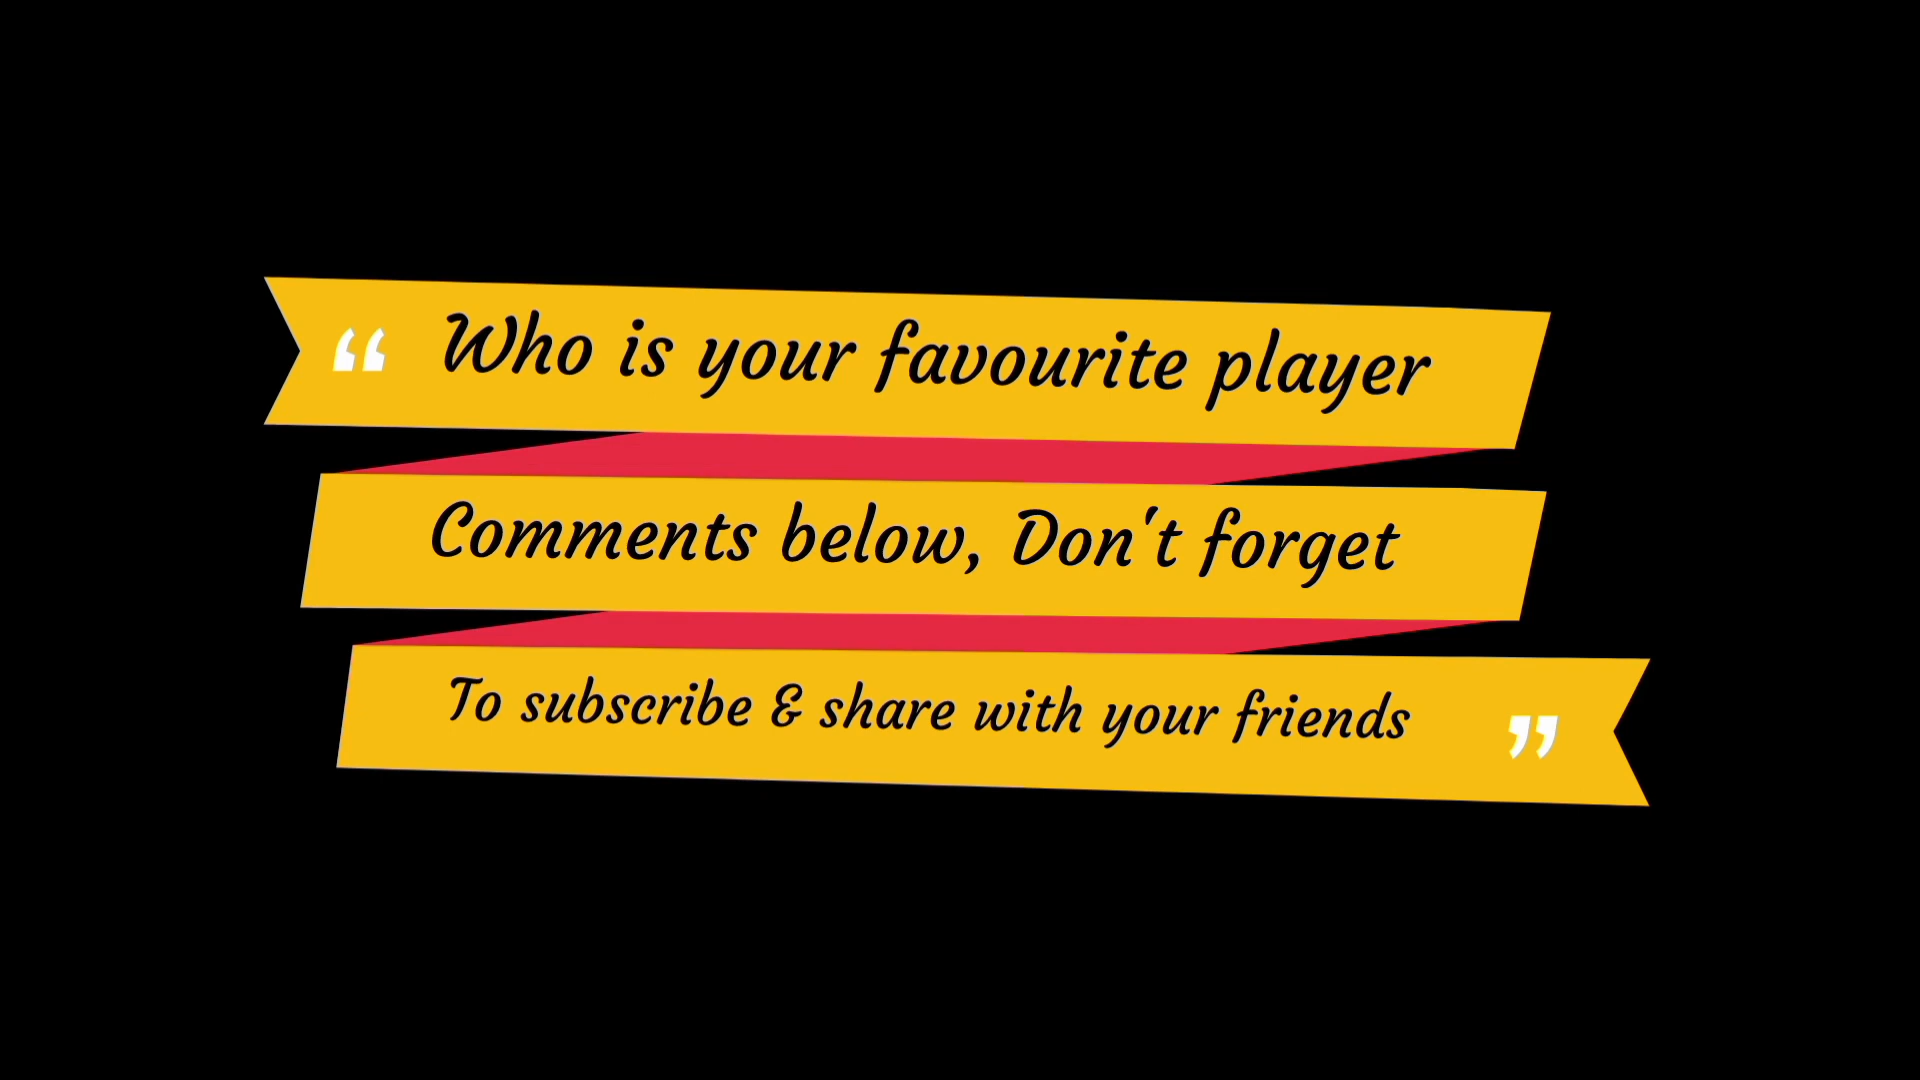 “ Who is your favourite player
Comments below, Don't forget
To subscribe & share with your friends ”